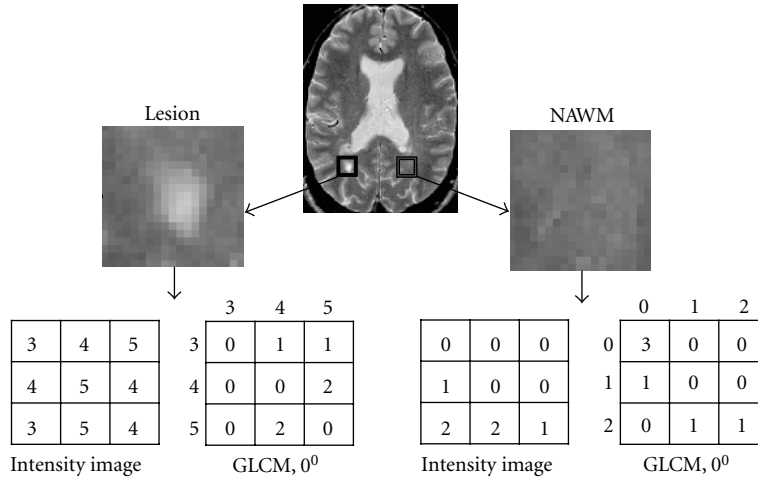 Lesion
NAWM
3 4 5
0 1 2
3 4 5
3 0 1 1
0 0 0
0 3 0 0
4 5 4
4 0 0 2
1 0 0
1 1 0 0
3 5 4
5 0 2 0
2 2 1
2 0 1 1
Intensity image
GLCM, 0⁰
Intensity image
GLCM, 0⁰